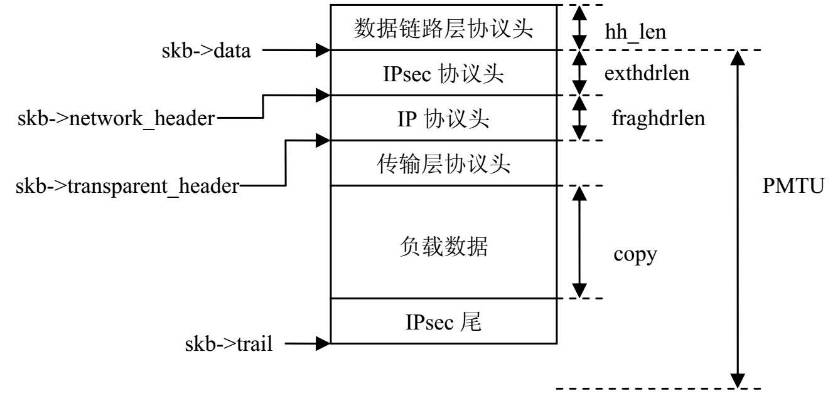 数据链路层协议头
hh_len
skb->data
IPsec 协议头
exthdrlen
skb->network_header
IP 协议头
fraghdrlen
传输层协议头
skb->transparent_header
PMTU
负载数据
copy
IPsec 尾
skb->trail